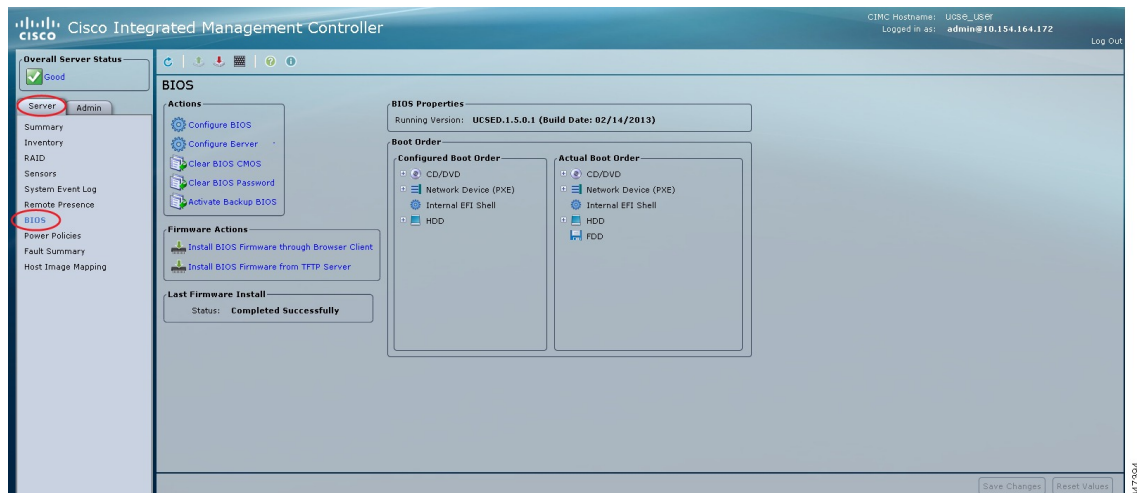 cisco Cisco Integrated Management Controller
CIMC Hostname: ucse_user
Logged in as: admin@10.154.164.172
Log Out
Overall Server Status
Good
Server Admin
Summary
Inventory
RAID
Sensors
System Event Log
Remote Presence
BIOS
Power Policies
Fault Summary
Host Image Mapping
BIOS
Actions
Configure BIOS
Configure Server
Clear BIOS CMOS
Clear BIOS Password
Activate Backup BIOS
Firmware Actions
Install BIOS Firmware through Browser Client
Install BIOS Firmware from TFTP Server
Last Firmware Install
Status: Completed Successfully
BIOS Properties
Running Version: UCSED.1.5.0.1 (Build Date: 02/14/2013)
Boot Order
Configured Boot Order
CD/DVD
Network Device (PXE)
Internal EFI Shell
HDD
Actual Boot Order
CD/DVD
Network Device (PXE)
Internal EFI Shell
HDD
FDD
Save Changes Reset Values